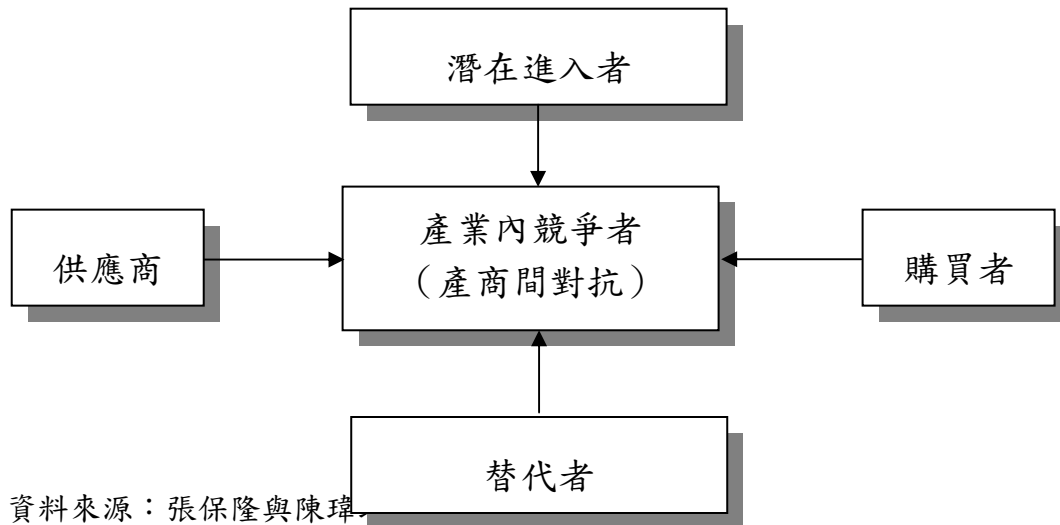 潛在進入者
供應商
產業內競爭者
（產商間對抗）
購買者
替代者
資料來源：張保隆與陳瑋